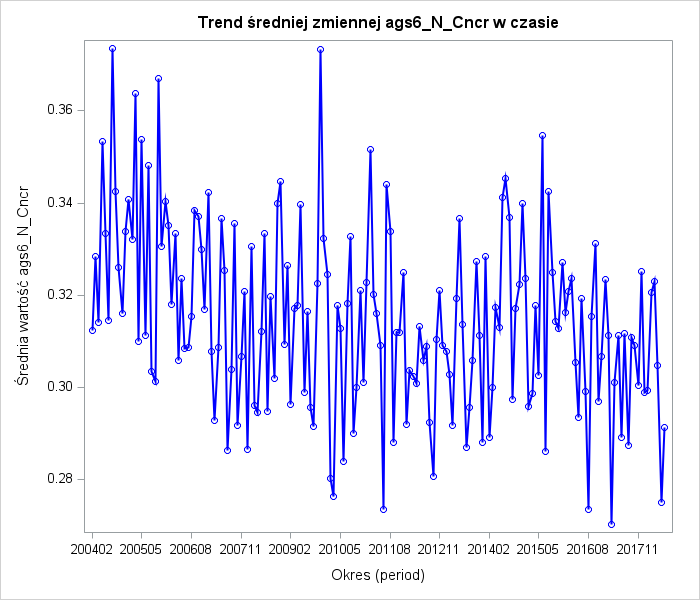 Trend średniej zmiennej ags6_N_Cncr w czasie
Średnia wartość ags6_N_Cncr
0.36
0.34
0.32
0.30
0.28
200402 200505 200608 200711 200902 201005 201108 201211 201402 201505 201608 201711
Okres (period)